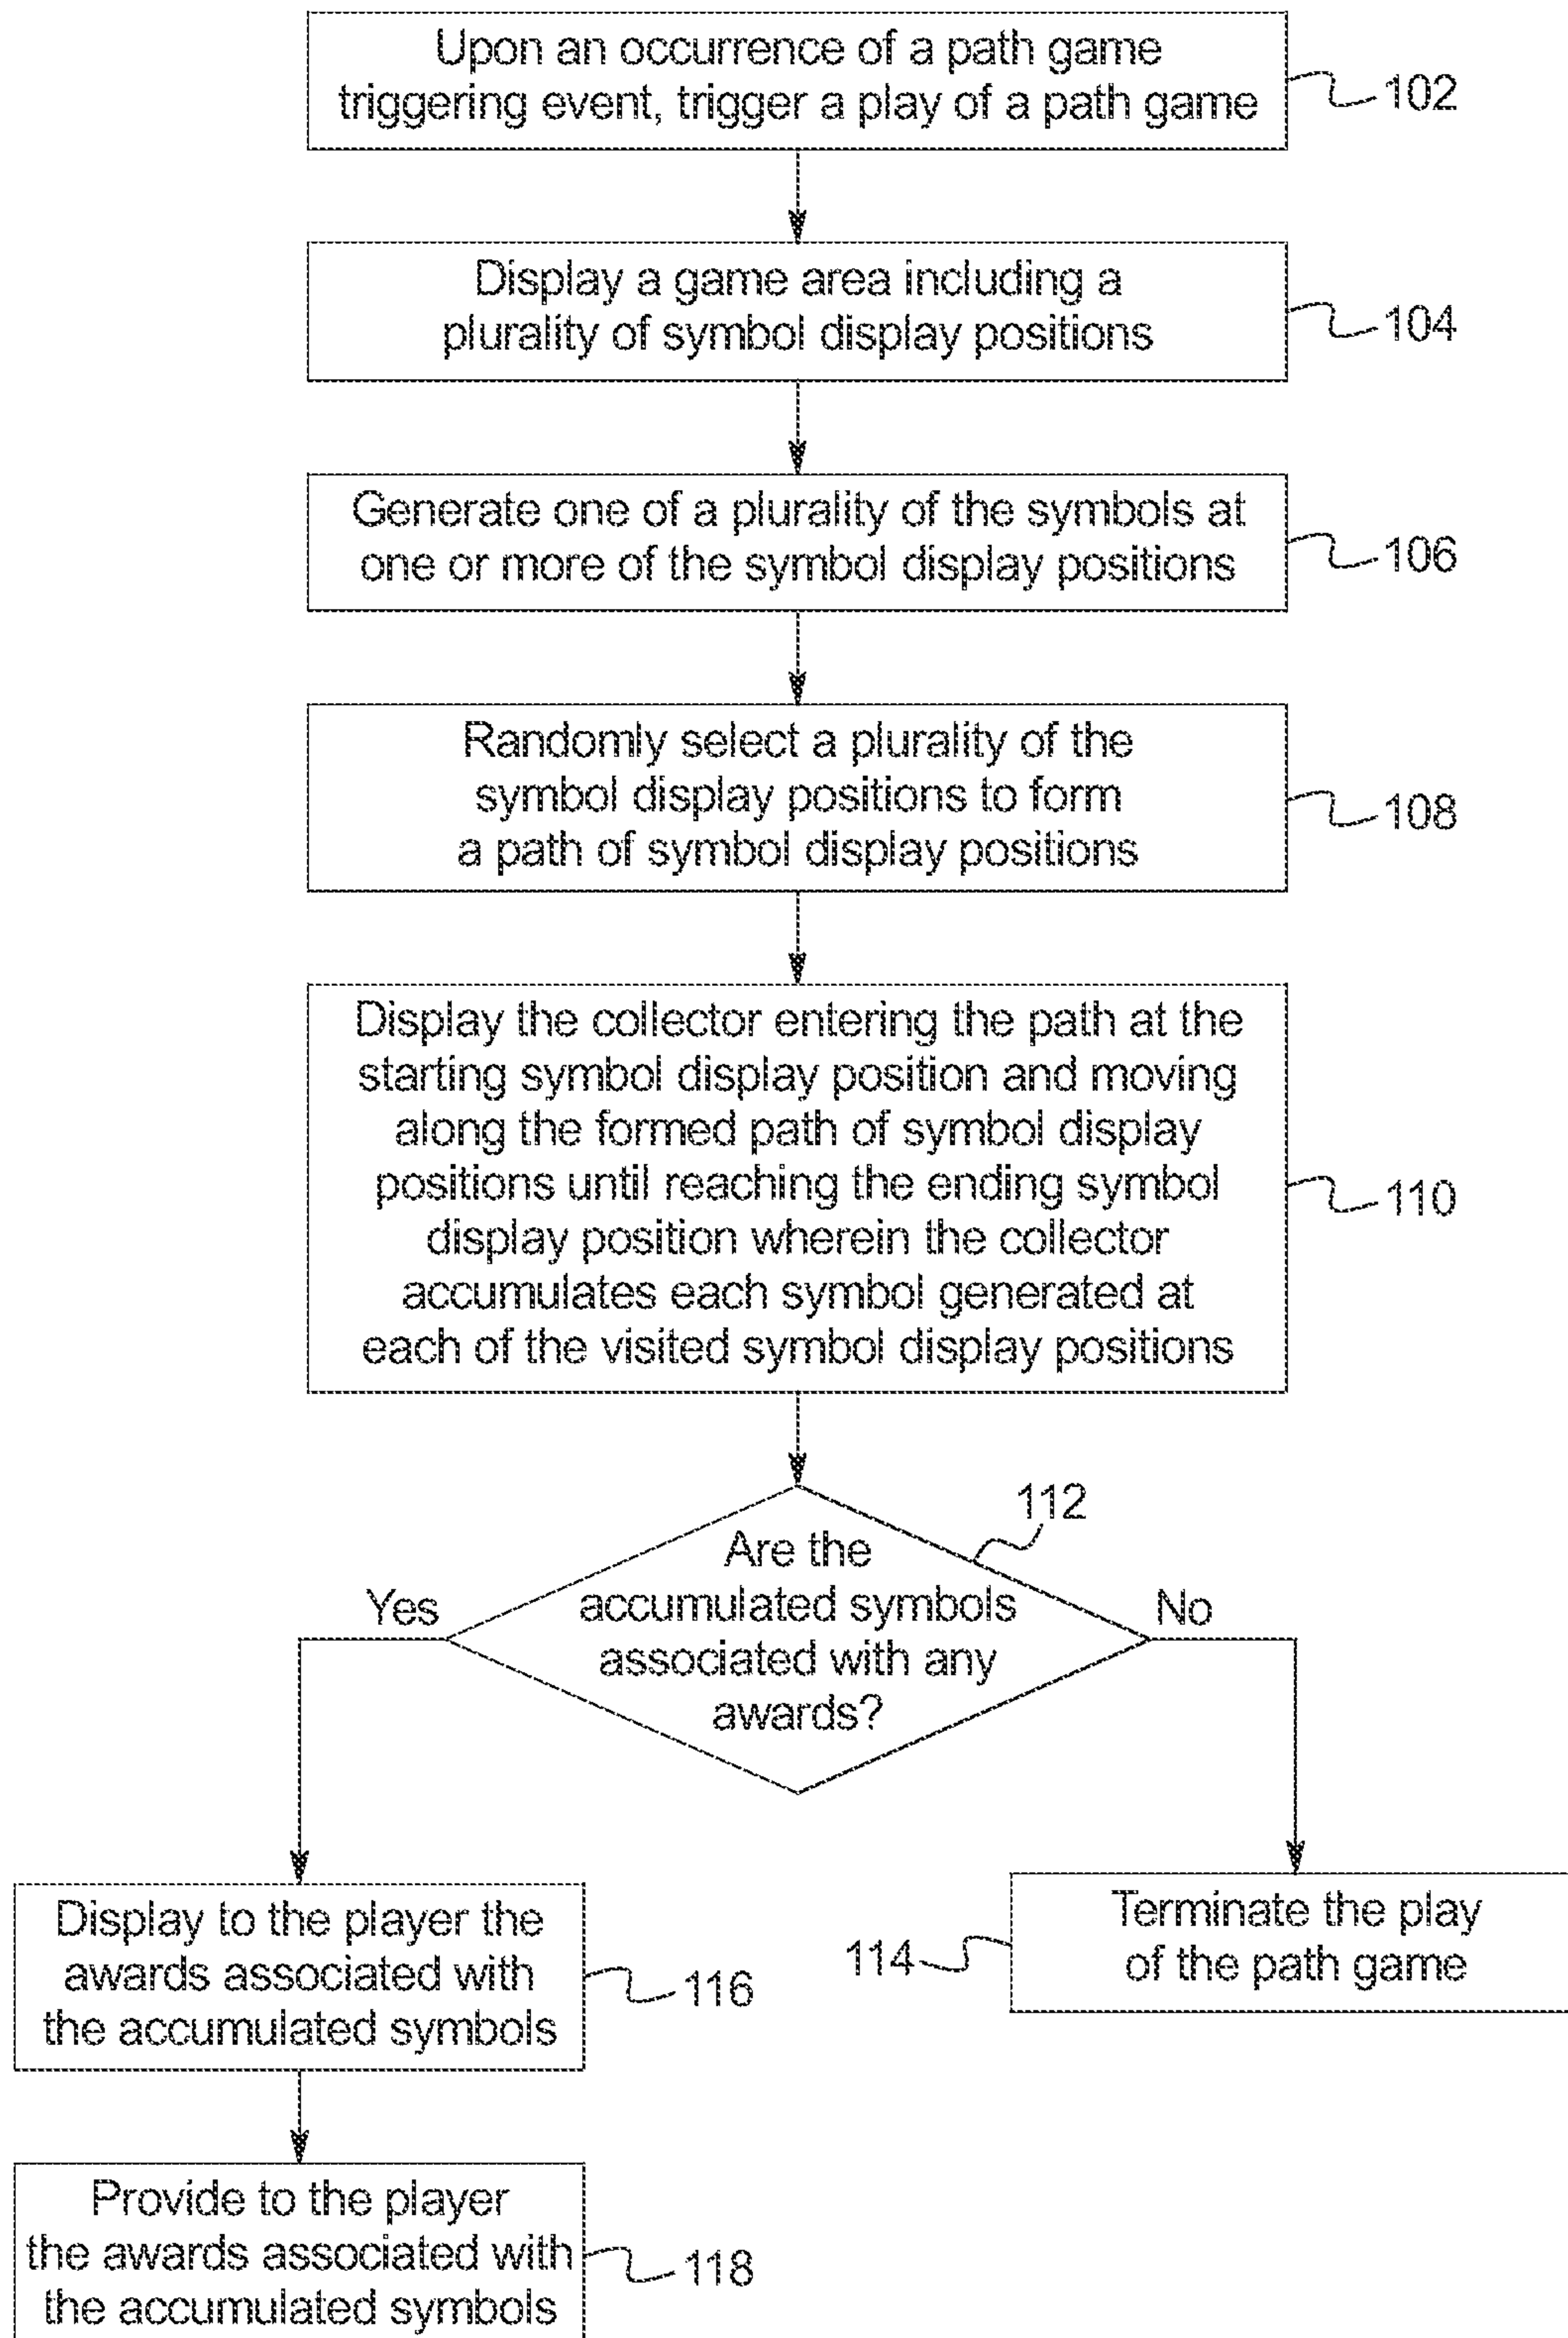 Upon an occurrence of a path game
triggering event, trigger a play of a path game
102
Display a game area including a
plurality of symbol display positions
104
Generate one of a plurality of the symbols at
one or more of the symbol display positions
106
Randomly select a plurality of the
symbol display positions to form
a path of symbol display positions
108
Display the collector entering the path at the
starting symbol display position and moving
along the formed path of symbol display
positions until reaching the ending symbol
display position wherein the collector
accumulates each symbol generated at
each of the visited symbol display positions
110
112
Are the
accumulated symbols
associated with any
awards?
Yes
No
Display to the player the
awards associated with
the accumulated symbols
116
114
Terminate the play
of the path game
Provide to the player
the awards associated with
the accumulated symbols
118